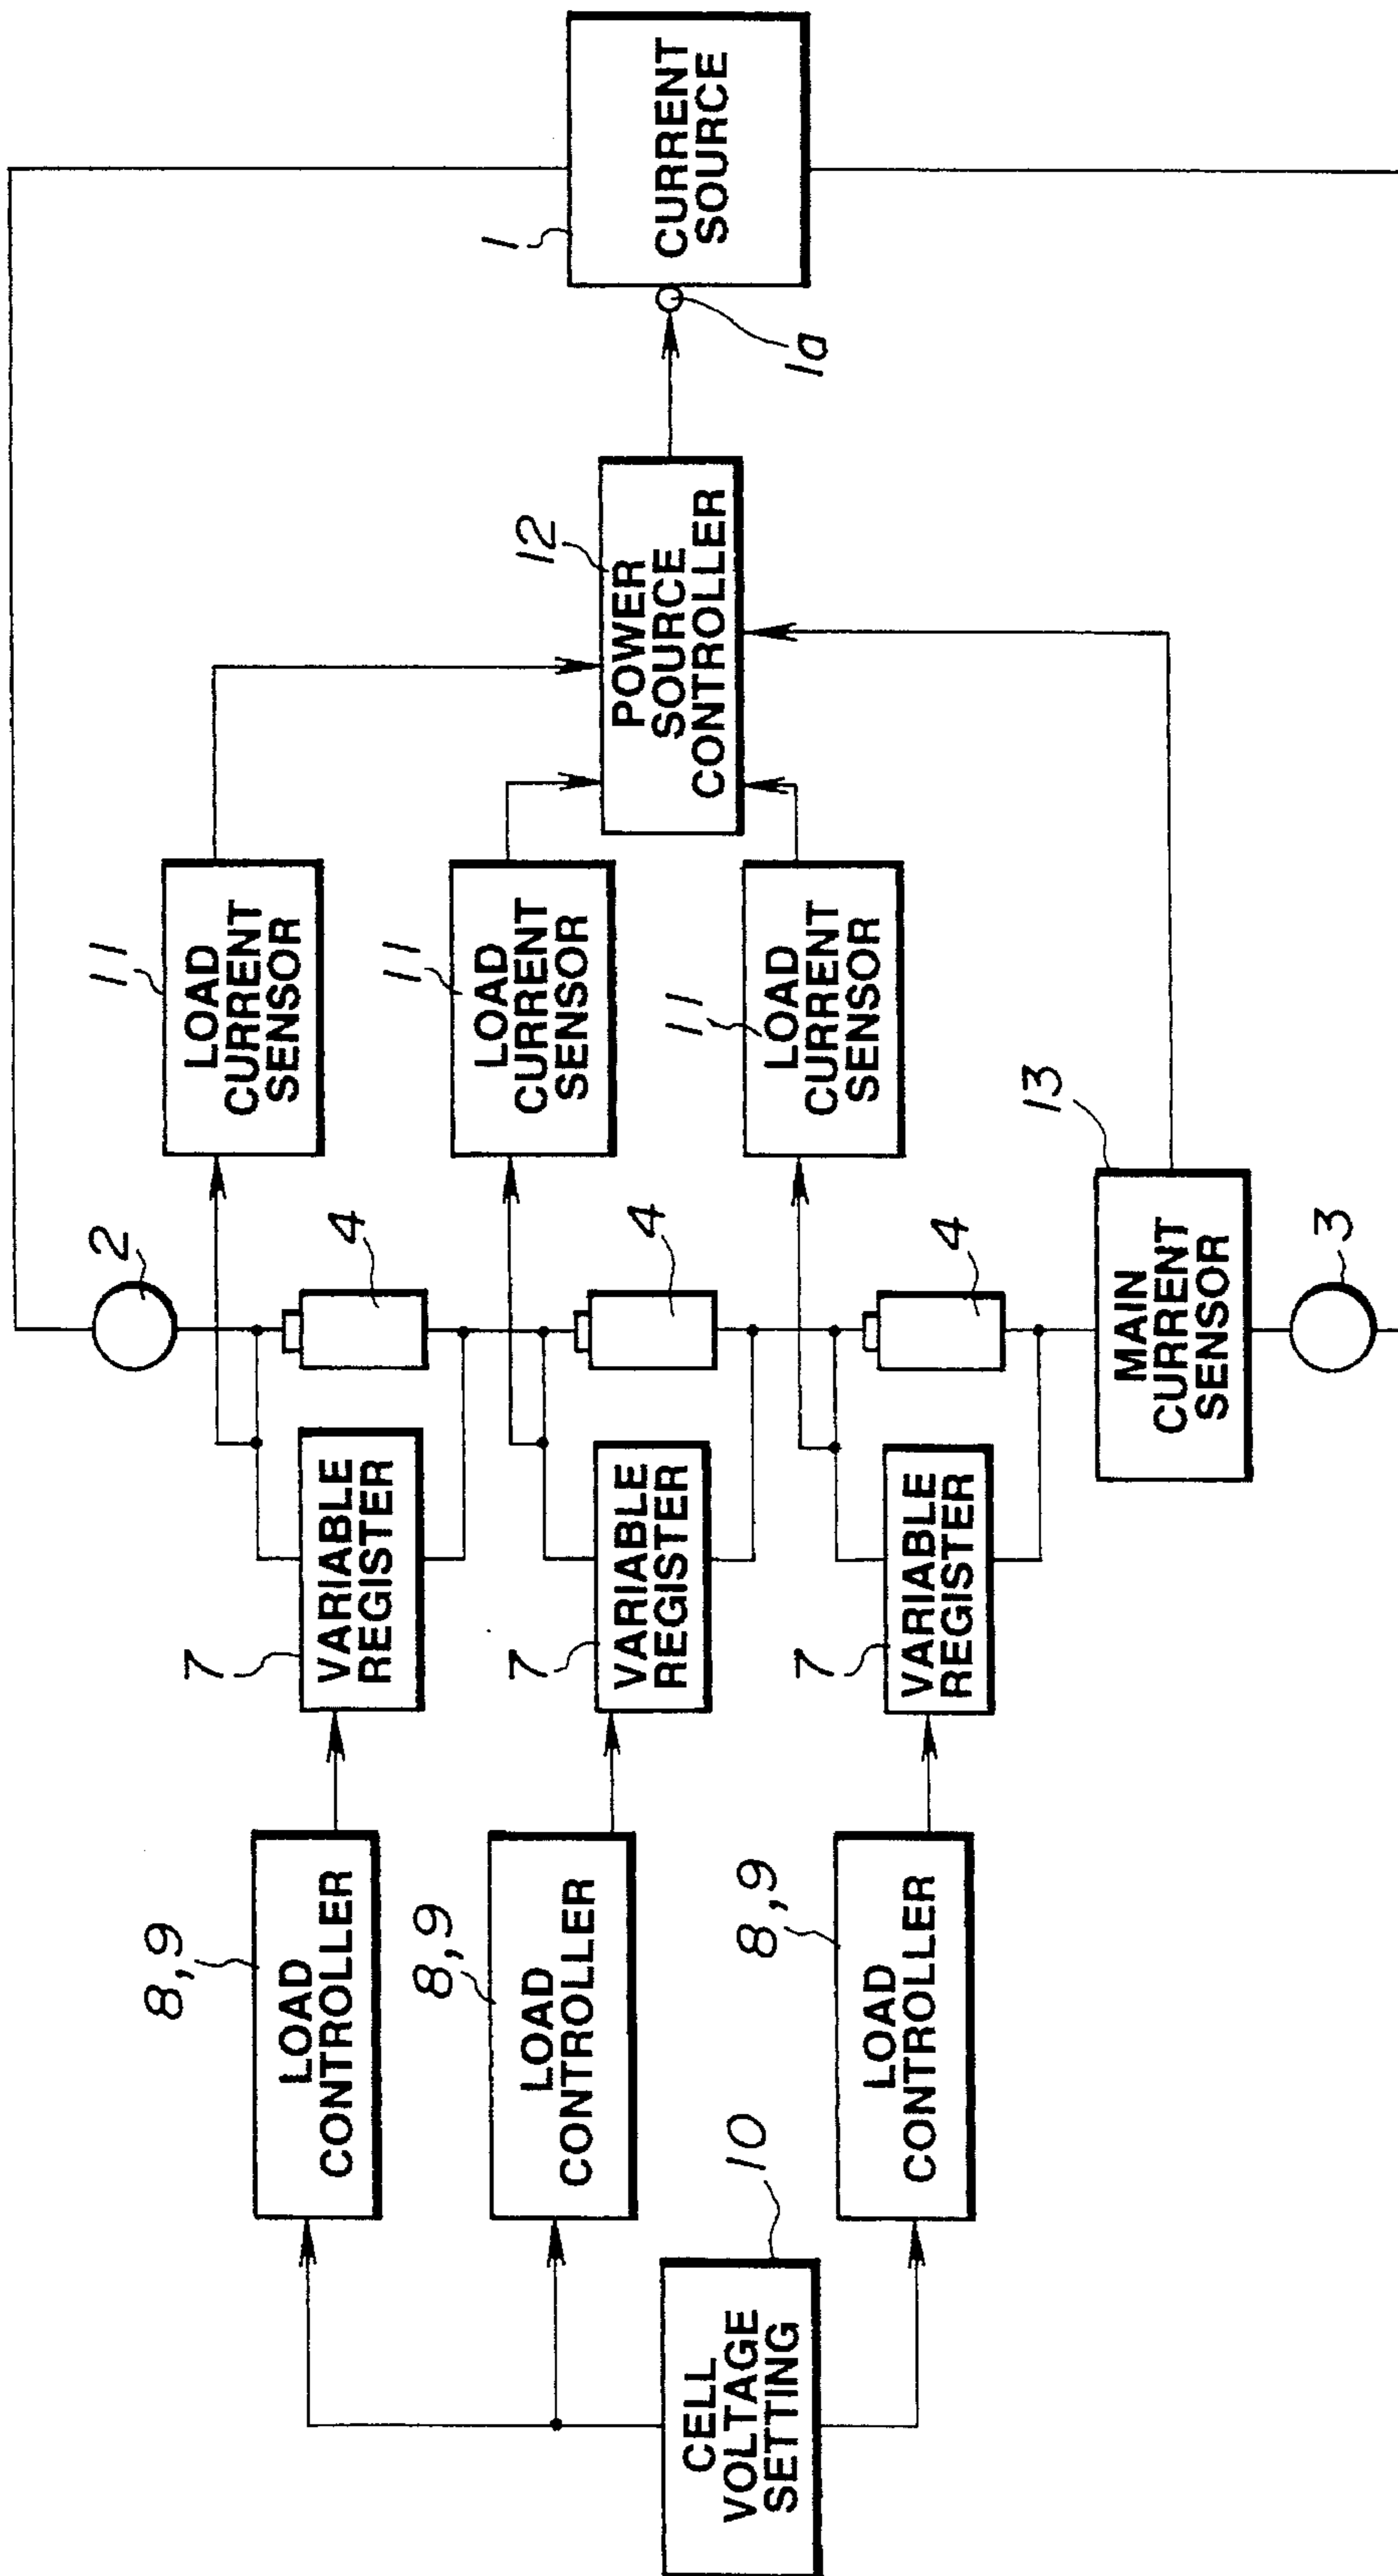 CURRENT
SOURCE
1
1a
12
POWER
SOURCE
CONTROLLER
11
LOAD
CURRENT
SENSOR
11
LOAD
CURRENT
SENSOR
11
LOAD
CURRENT
SENSOR
2
4
4
4
13
MAIN
CURRENT
SENSOR
3
7
VARIABLE
REGISTER
7
VARIABLE
REGISTER
7
VARIABLE
REGISTER
8,9
LOAD
CONTROLLER
8,9
LOAD
CONTROLLER
8,9
LOAD
CONTROLLER
10
CELL
VOLTAGE
SETTING